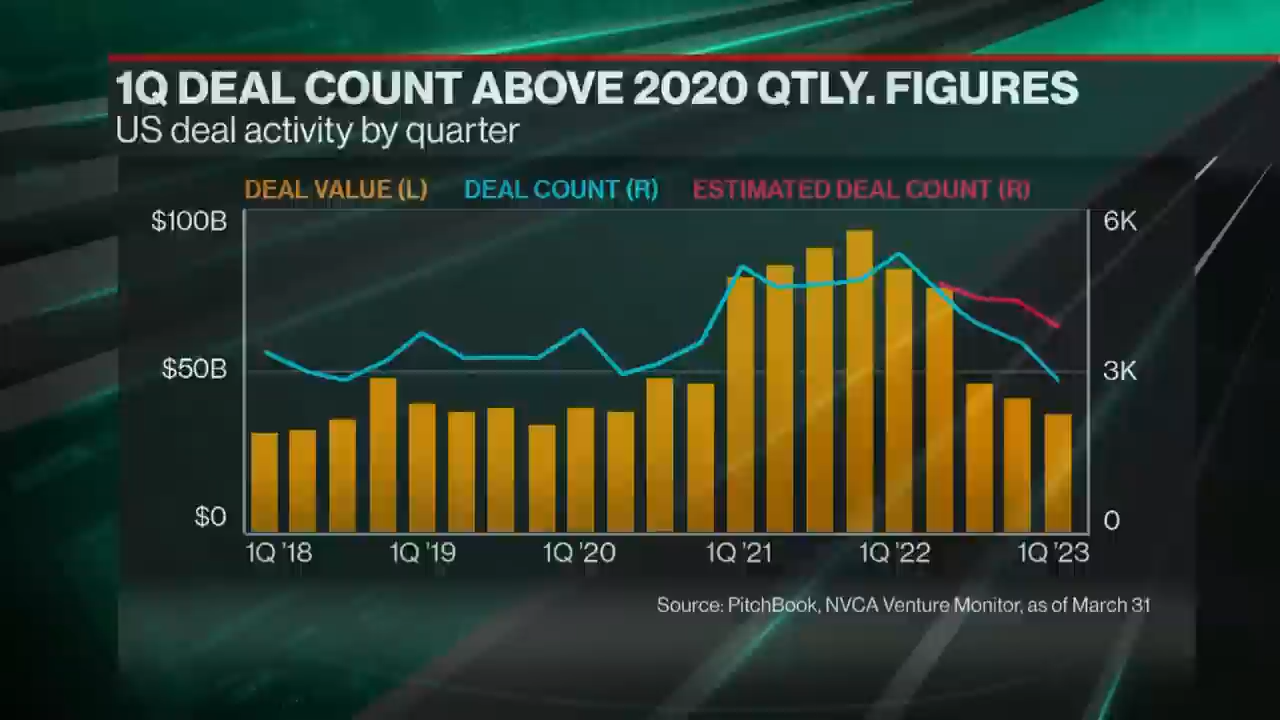 1Q DEAL COUNT ABOVE 2020 QTLY. FIGURES
US deal activity by quarter
DEAL VALUE (L) DEAL COUNT (R) ESTIMATED DEAL COUNT (R)
$100B 6K
$50B 3K
$0 0
1Q '18 1Q '19 1Q '20 1Q '21 1Q '22 1Q '23
Source: PitchBook, NVCA Venture Monitor, as of March 31